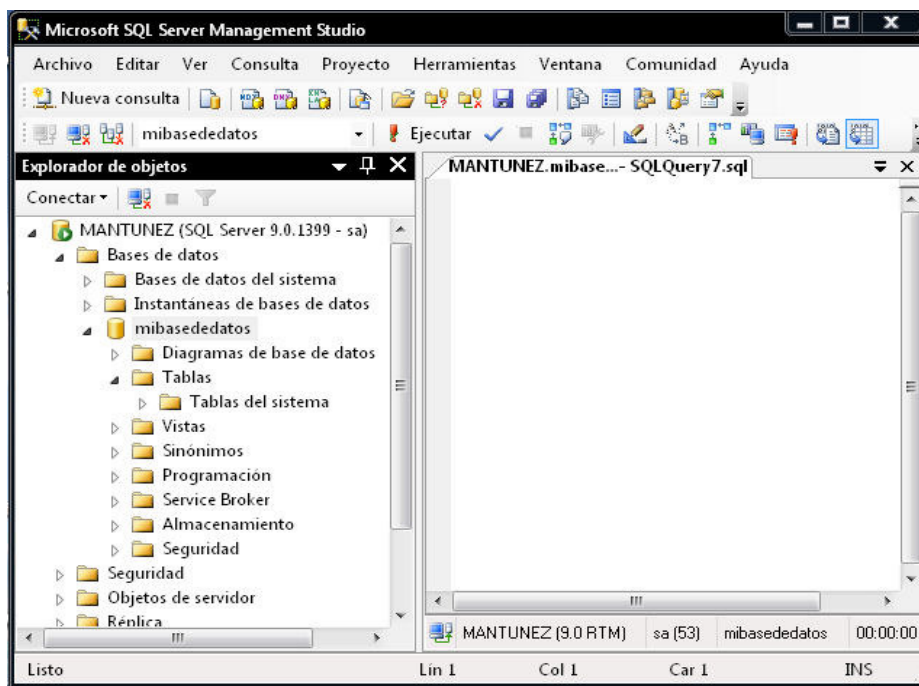 Microsoft SQL Server Management Studio
Archivo Editar Ver Consulta Proyecto Herramientas Ventana Comunidad Ayuda
Nueva consulta
mibasededatos Ejecutar
Explorador de objetos
MANTUNEZ.mibase...- SQLQuery7.sql
Conectar
MANTUNEZ (SQL Server 9.0.1399 - sa)
Bases de datos
Bases de datos del sistema
Instantáneas de bases de datos
mibasededatos
Diagramas de base de datos
Tablas
Tablas del sistema
Vistas
Sinónimos
Programación
Service Broker
Almacenamiento
Seguridad
Seguridad
Objetos de servidor
Réplica
MANTUNEZ (9.0 RTM) sa (53) mibasededatos 00:00:00
Listo Lín 1 Col 1 Car 1 INS